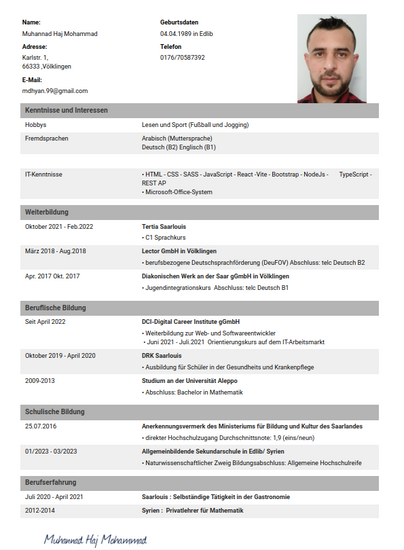 Name:
Muhannad Haj Mohammad
Geburtsdaten
04.04.1989 in Edlib
Adresse:
Karlstr. 1,
66333 ,Völklingen
Telefon
0176/70587392
E-Mail:
mdhyan.99@gmail.com
Kenntnisse und Interessen
Hobbys Lesen und Sport (Fußball und Jogging)
Fremdsprachen Arabisch (Muttersprache)
Deutsch (B2) Englisch (B1)
IT-Kenntnisse • HTML - CSS - SASS - JavaScript - React -Vite - Bootstrap - NodeJs - TypeScript -
REST AP
• Microsoft-Office-System
Weiterbildung
Oktober 2021 - Feb.2022 Tertia Saarlouis
• C1 Sprachkurs
März 2018 - Aug.2018 Lector GmbH in Völklingen
• berufsbezogene Deutschsprachförderung (DeuFÖV) Abschluss: telc Deutsch B2
Apr. 2017 Okt. 2017 Diakonischen Werk an der Saar gGmbH in Völklingen
• Jugendintegrationskurs Abschluss: telc Deutsch B1
Berufliche Bildung
Seit April 2022 DCI-Digital Career Institute gGmbH
• Weiterbildung zur Web- und Softwareentwickler
• Juni 2021 - Juli.2021 Orientierungskurs auf dem IT-Arbeitsmarkt
Oktober 2019 - April 2020 DRK Saarlouis
• Ausbildung für Schüler in der Gesundheits und Krankenpflege
2009-2013 Studium an der Universität Aleppo
• Abschluss: Bachelor in Mathematik
Schulische Bildung
25.07.2016 Anerkennungsvermerk des Ministeriums für Bildung und Kultur des Saarlandes
• direkter Hochschulzugang Durchschnittsnote: 1,9 (eins/neun)
01/2023 - 03/2023 Allgemeinbildende Sekundarschule in Edlib/ Syrien
• Naturwissenschaftlicher Zweig Bildungsabschluss: Allgemeine Hochschulreife
Berufserfahrung
Juli 2020 - April 2021 Saarlouis : Selbständige Tätigkeit in der Gastronomie
2012-2014 Syrien : Privatlehrer für Mathematik
Muhannad Haj Mohammad